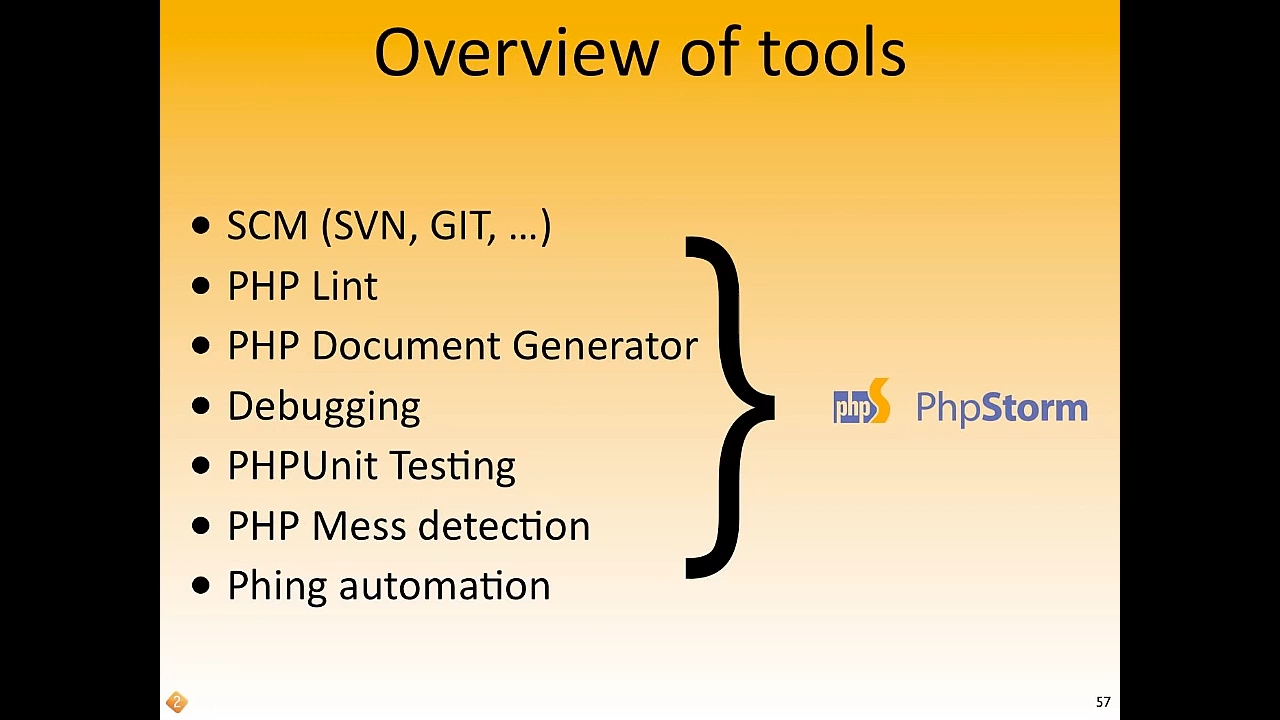 Overview of tools
• SCM (SVN, GIT, ...)
• PHP Lint
• PHP Document Generator
• Debugging
• PHPUnit Testing
• PHP Mess detection
• Phing automation
}
php PhpStorm
2
57